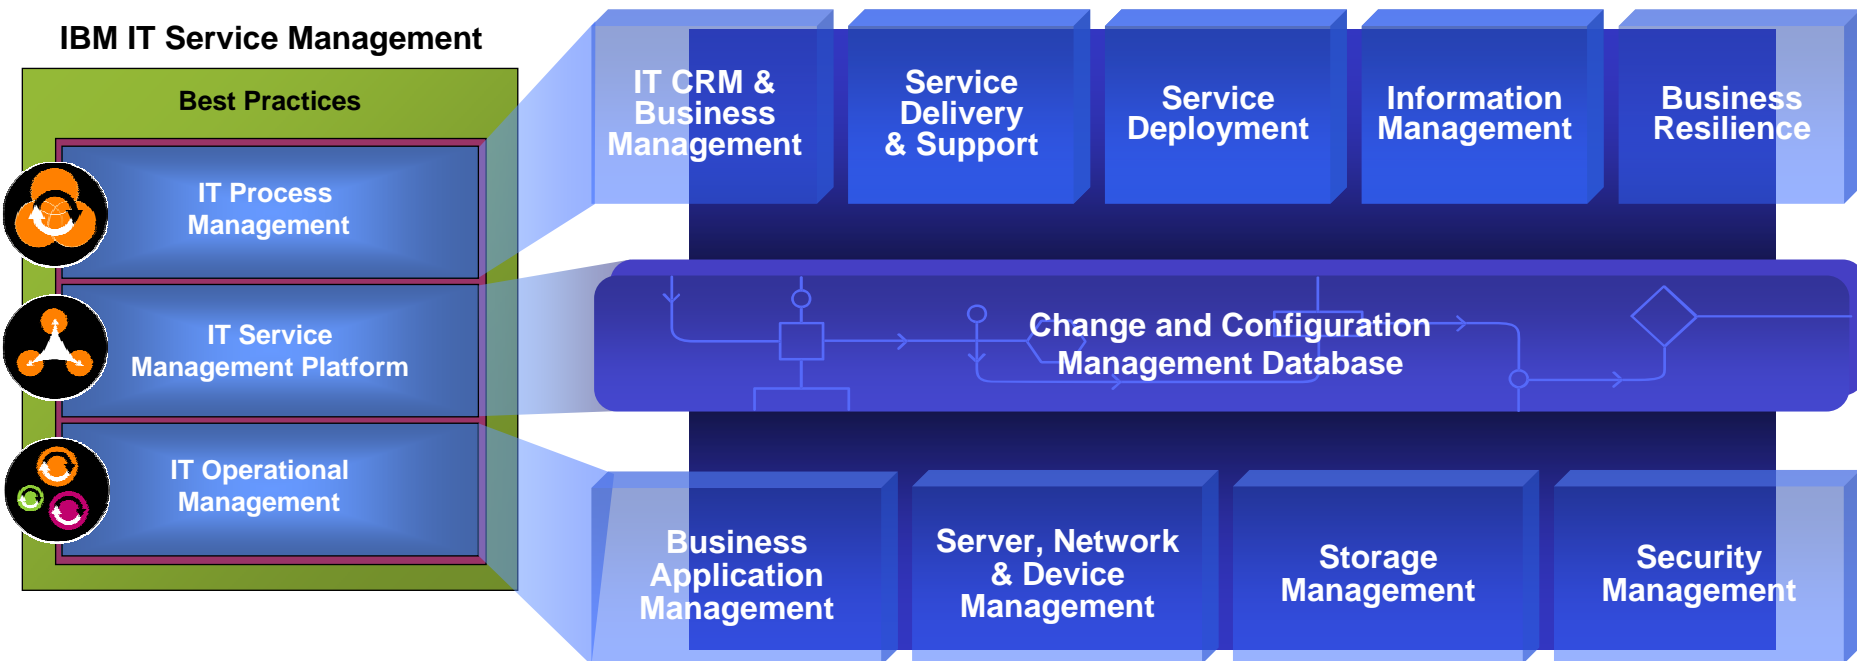 IBM IT Service Management
Best Practices
IT Process
Management
IT Service
Management Platform
IT Operational
Management
IT CRM &
Business
Management
Service
Delivery
& Support
Service
Deployment
Information
Management
Business
Resilience
Change and Configuration
Management Database
Business
Application
Management
Server, Network
& Device
Management
Storage
Management
Security
Management